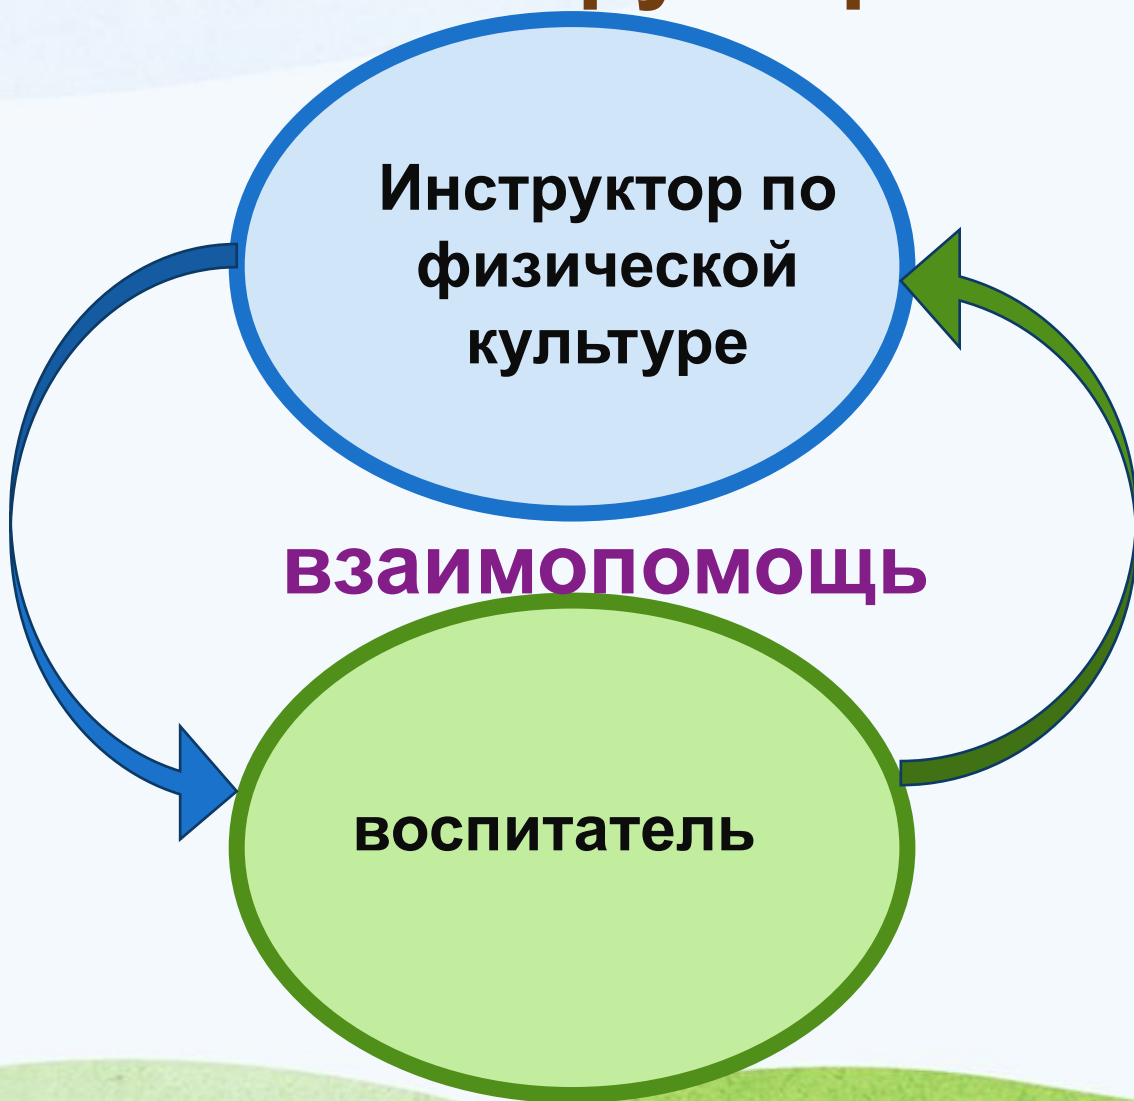 Инструктор по
физической
культуре
взаимопомощь
воспитатель